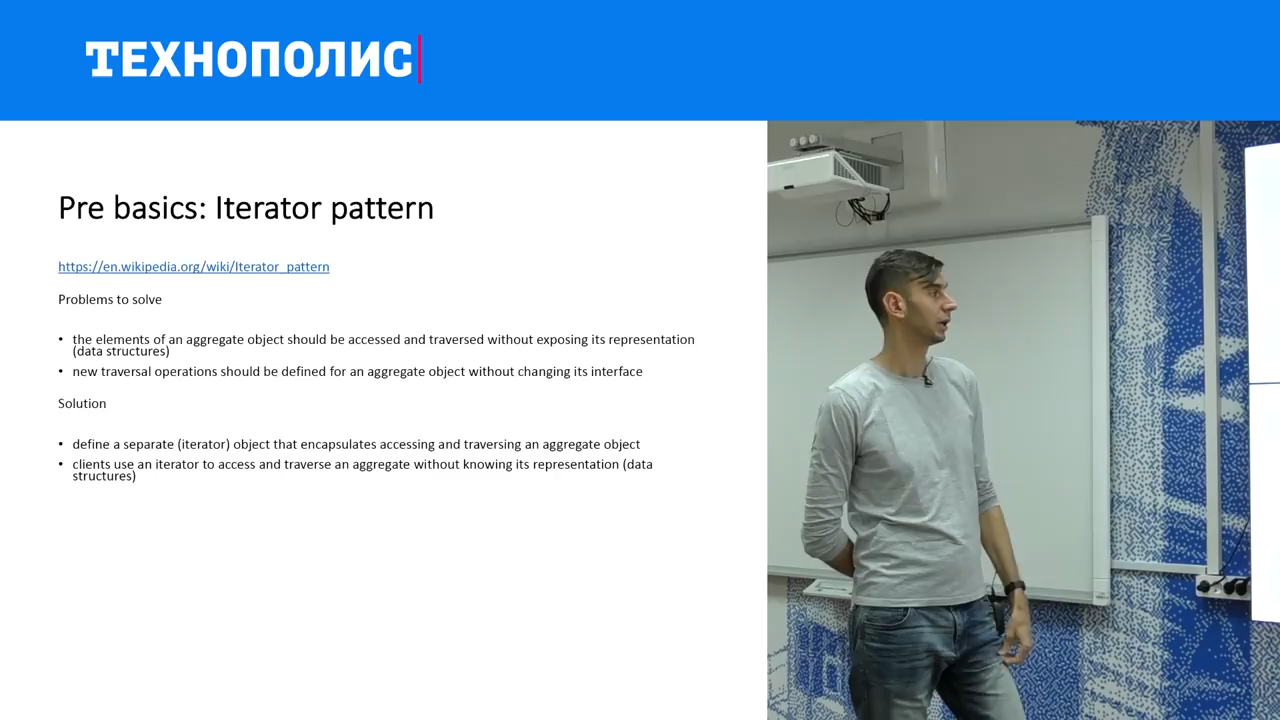 ТЕХНОПОЛИС
Pre basics: Iterator pattern
https://en.wikipedia.org/wiki/Iterator_pattern
Problems to solve
• the elements of an aggregate object should be accessed and traversed without exposing its representation
(data structures)
• new traversal operations should be defined for an aggregate object without changing its interface
Solution
• define a separate (iterator) object that encapsulates accessing and traversing an aggregate object
• clients use an iterator to access and traverse an aggregate without knowing its representation (data
structures)